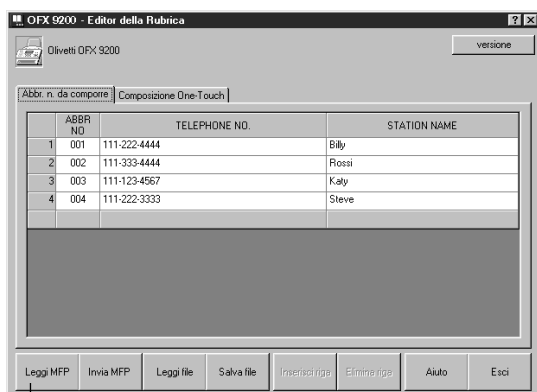 OFX 9200 - Editor della Rubrica
Olivetti OFX 9200
versione
Abbr. n. da comporre Composizione One-Touch
ABBR NO TELEPHONE NO. STATION NAME
1 001 111-222-4444 Billy
2 002 111-333-4444 Rossi
3 003 111-123-4567 Katy
4 004 111-222-3333 Steve
Leggi MFP Invia MFP Leggi file Salva file Inserisci riga Elimina riga Aiuto Esci